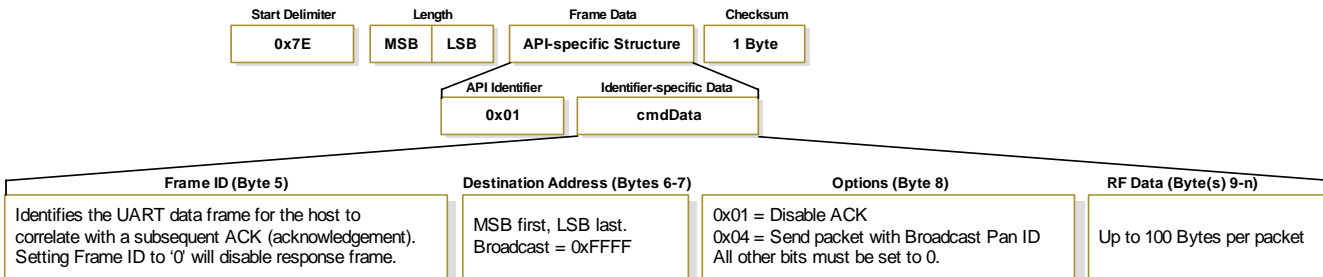 Start Delimiter Length Frame Data Checksum
0x7E MSB LSB API-specific Structure 1 Byte
API Identifier Identifier-specific Data
0x01 cmdData
Frame ID (Byte 5)
Identifies the UART data frame for the host to
correlate with a subsequent ACK (acknowledgement).
Setting Frame ID to ‘0’ will disable response frame.
Destination Address (Bytes 6-7)
MSB first, LSB last.
Broadcast = 0xFFFF
Options (Byte 8)
0x01 = Disable ACK
0x04 = Send packet with Broadcast Pan ID
All other bits must be set to 0.
RF Data (Byte(s) 9-n)
Up to 100 Bytes per packet